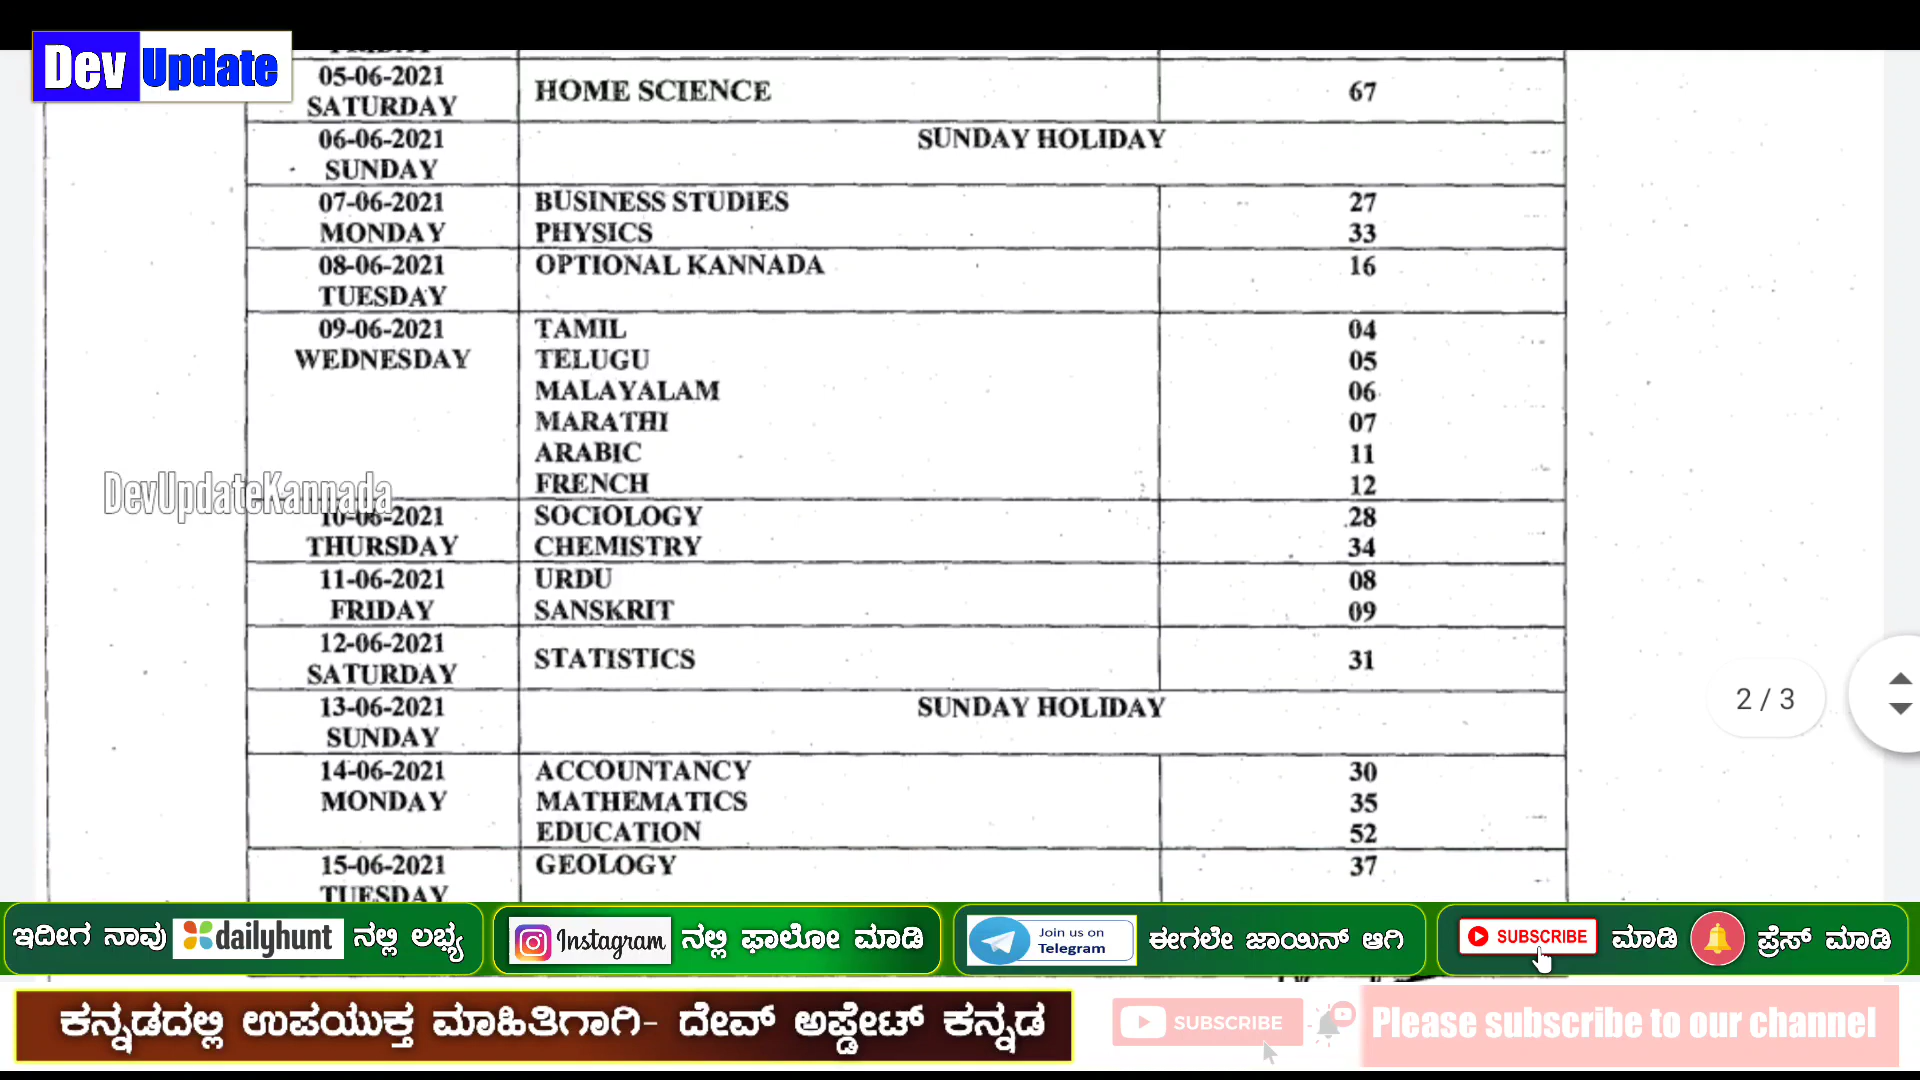 Dev Update
05-06-2021
SATURDAY
HOME SCIENCE
67
06-06-2021
SUNDAY
SUNDAY HOLIDAY
07-06-2021
MONDAY
BUSINESS STUDIES
27
PHYSICS
33
08-06-2021
TUESDAY
OPTIONAL KANNADA
16
09-06-2021
WEDNESDAY
TAMIL
04
TELUGU
05
MALAYALAM
06
MARATHI
07
ARABIC
11
FRENCH
12
DevUpdateKannada
10-06-2021
THURSDAY
SOCIOLOGY
28
CHEMISTRY
34
11-06-2021
FRIDAY
URDU
08
SANSKRIT
09
12-06-2021
SATURDAY
STATISTICS
31
2 / 3
13-06-2021
SUNDAY
SUNDAY HOLIDAY
14-06-2021
MONDAY
ACCOUNTANCY
30
MATHEMATICS
35
EDUCATION
52
15-06-2021
TUESDAY
GEOLOGY
37
ಇದೀಗ ನಾವು dailyhunt ನಲ್ಲಿ ಲಭ್ಯ
Instagram ನಲ್ಲಿ ಫಾಲೋ ಮಾಡಿ
Join us on
Telegram
ಈಗಲೇ ಜಾಯಿನ್ ಆಗಿ
SUBSCRIBE ಮಾಡಿ ಪ್ರೆಸ್ ಮಾಡಿ
ಕನ್ನಡದಲ್ಲಿ ಉಪಯುಕ್ತ ಮಾಹಿತಿಗಾಗಿ- ದೇವ್ ಅಪ್ಡೇಟ್ ಕನ್ನಡ
SUBSCRIBE
Please subscribe to our channel